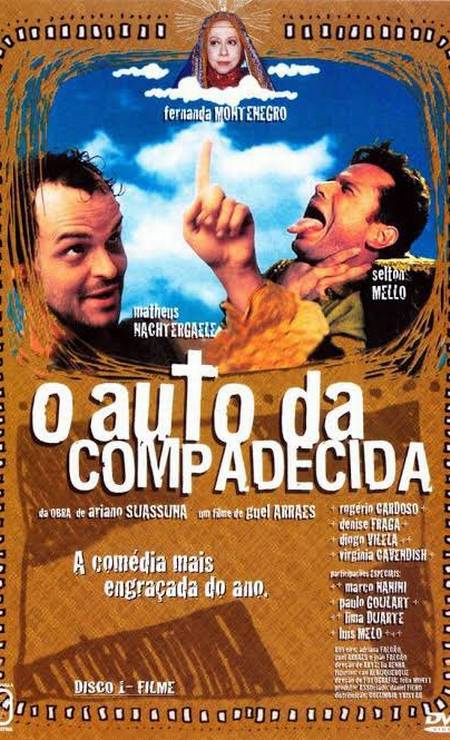 fernanda MONTENEGRO
selton
MELLO
matheus
NACHTERGAELE
o auto da
COMPADECIDA
da OBRA de ariano SUASSUNA um filme de guel ARRAES
+ rogério CARDOSO +
+ denise FRAGA +
+ diogo VILELA ++
+ virginia CAVENDISH +
A comédia mais
engraçada do ano.
participações ESPECIAIS:
++ marco NANINI
+ paulo GOULART +
++ lima DUARTE
+ luis MELO +++
DISCO 1- FILME
DVD